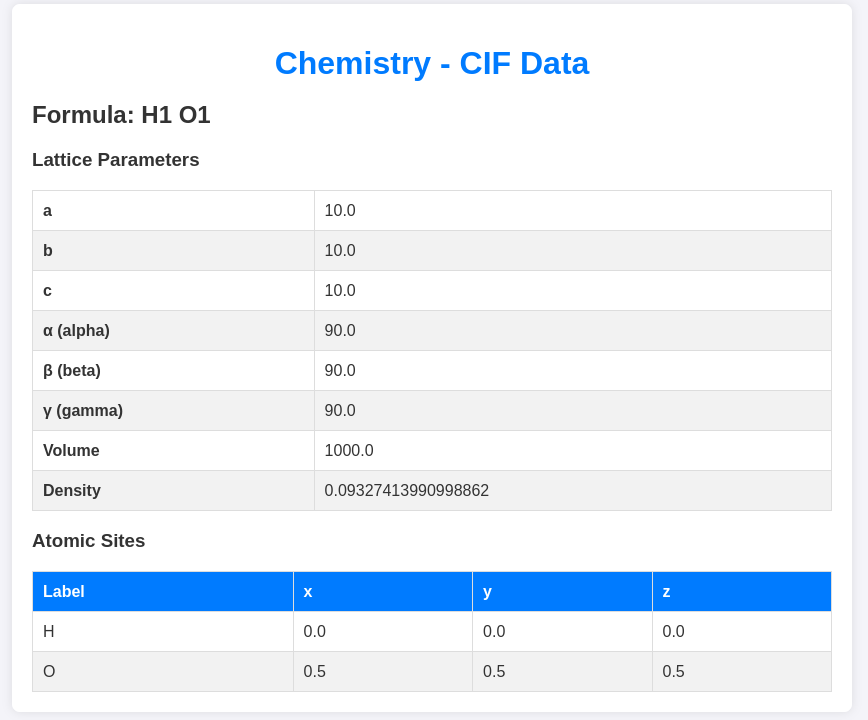 Chemistry - CIF Data
Formula: H1 O1
Lattice Parameters
a 10.0
b 10.0
c 10.0
α (alpha) 90.0
β (beta) 90.0
γ (gamma) 90.0
Volume 1000.0
Density 0.09327413990998862
Atomic Sites
Label x y z
H 0.0 0.0 0.0
O 0.5 0.5 0.5